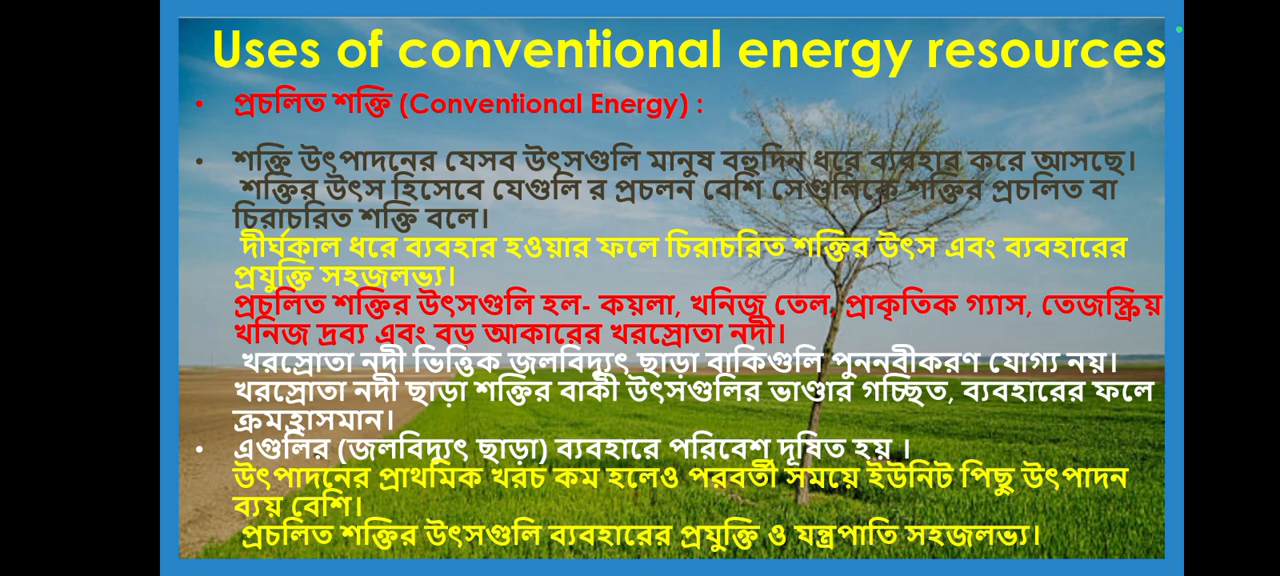 Uses of conventional energy resources
• প্রচলিত শক্তি (Conventional Energy) :
• শক্তি উৎপাদনের যেসব উৎসগুলি মানুষ বহুদিন ধরে ব্যবহার করে আসছে।
শক্তির উৎস হিসেবে যেগুলি র প্রচলন বেশি সেগুলিকে শক্তির প্রচলিত বা
চিরাচরিত শক্তি বলে।
দীর্ঘকাল ধরে ব্যবহার হওয়ার ফলে চিরাচরিত শক্তির উৎস এবং ব্যবহারের
প্রযুক্তি সহজলভ্য।
প্রচলিত শক্তির উৎসগুলি হল- কয়লা, খনিজ তেল, প্রাকৃতিক গ্যাস, তেজস্ক্রিয়
খনিজ দ্রব্য এবং বড় আকারের খরস্রোতা নদী।
খরস্রোতা নদী ভিত্তিক জলবিদ্যুৎ ছাড়া বাকিগুলি পুননবীকরণ যোগ্য নয়।
খরস্রোতা নদী ছাড়া শক্তির বাকী উৎসগুলির ভাণ্ডার গচ্ছিত, ব্যবহারের ফলে
ক্রমহ্রাসমান।
• এগুলির (জলবিদ্যুৎ ছাড়া) ব্যবহারে পরিবেশ দূষিত হয় ।
উৎপাদনের প্রাথমিক খরচ কম হলেও পরবর্তী সময়ে ইউনিট পিছু উৎপাদন
ব্যয় বেশি।
প্রচলিত শক্তির উৎসগুলি ব্যবহারের প্রযুক্তি ও যন্ত্রপাতি সহজলভ্য।